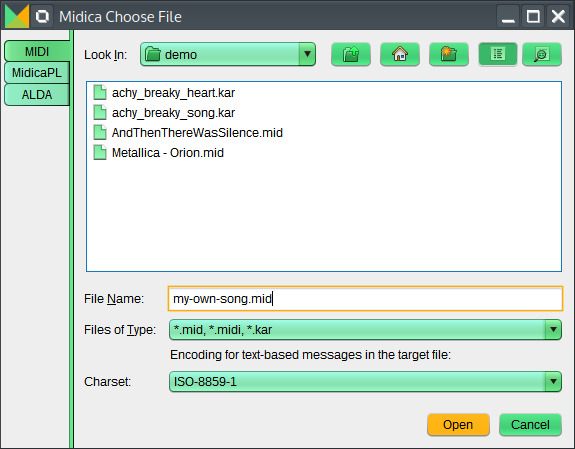 Midica Choose File
MIDI
MidicaPL
ALDA
Look In: demo
achy_breaky_heart.kar
achy_breaky_song.kar
AndThenThereWasSilence.mid
Metallica - Orion.mid
File Name: my-own-song.mid
Files of Type: *.mid, *.midi, *.kar
Encoding for text-based messages in the target file:
Charset: ISO-8859-1
Open Cancel